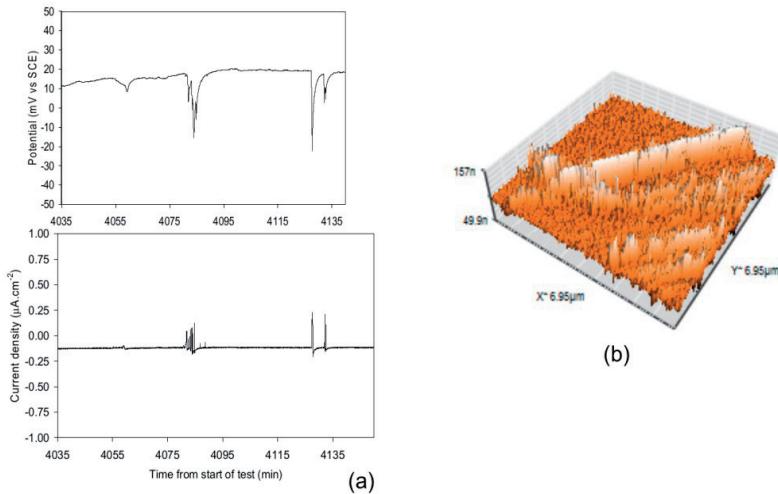 50
40
30
20
10
0
-10
-20
-30
-40
-50
Potential (mV vs SCE)
4035 4055 4075 4095 4115 4135
1.00
0.75
0.50
0.25
0.00
-0.25
-0.50
-0.75
-1.00
Current density (µA.cm⁻²)
4035 4055 4075 4095 4115 4135
Time from start of test (min)
(a)
157n
49.9n
X~ 6.95µm
Y~ 6.95µm
(b)